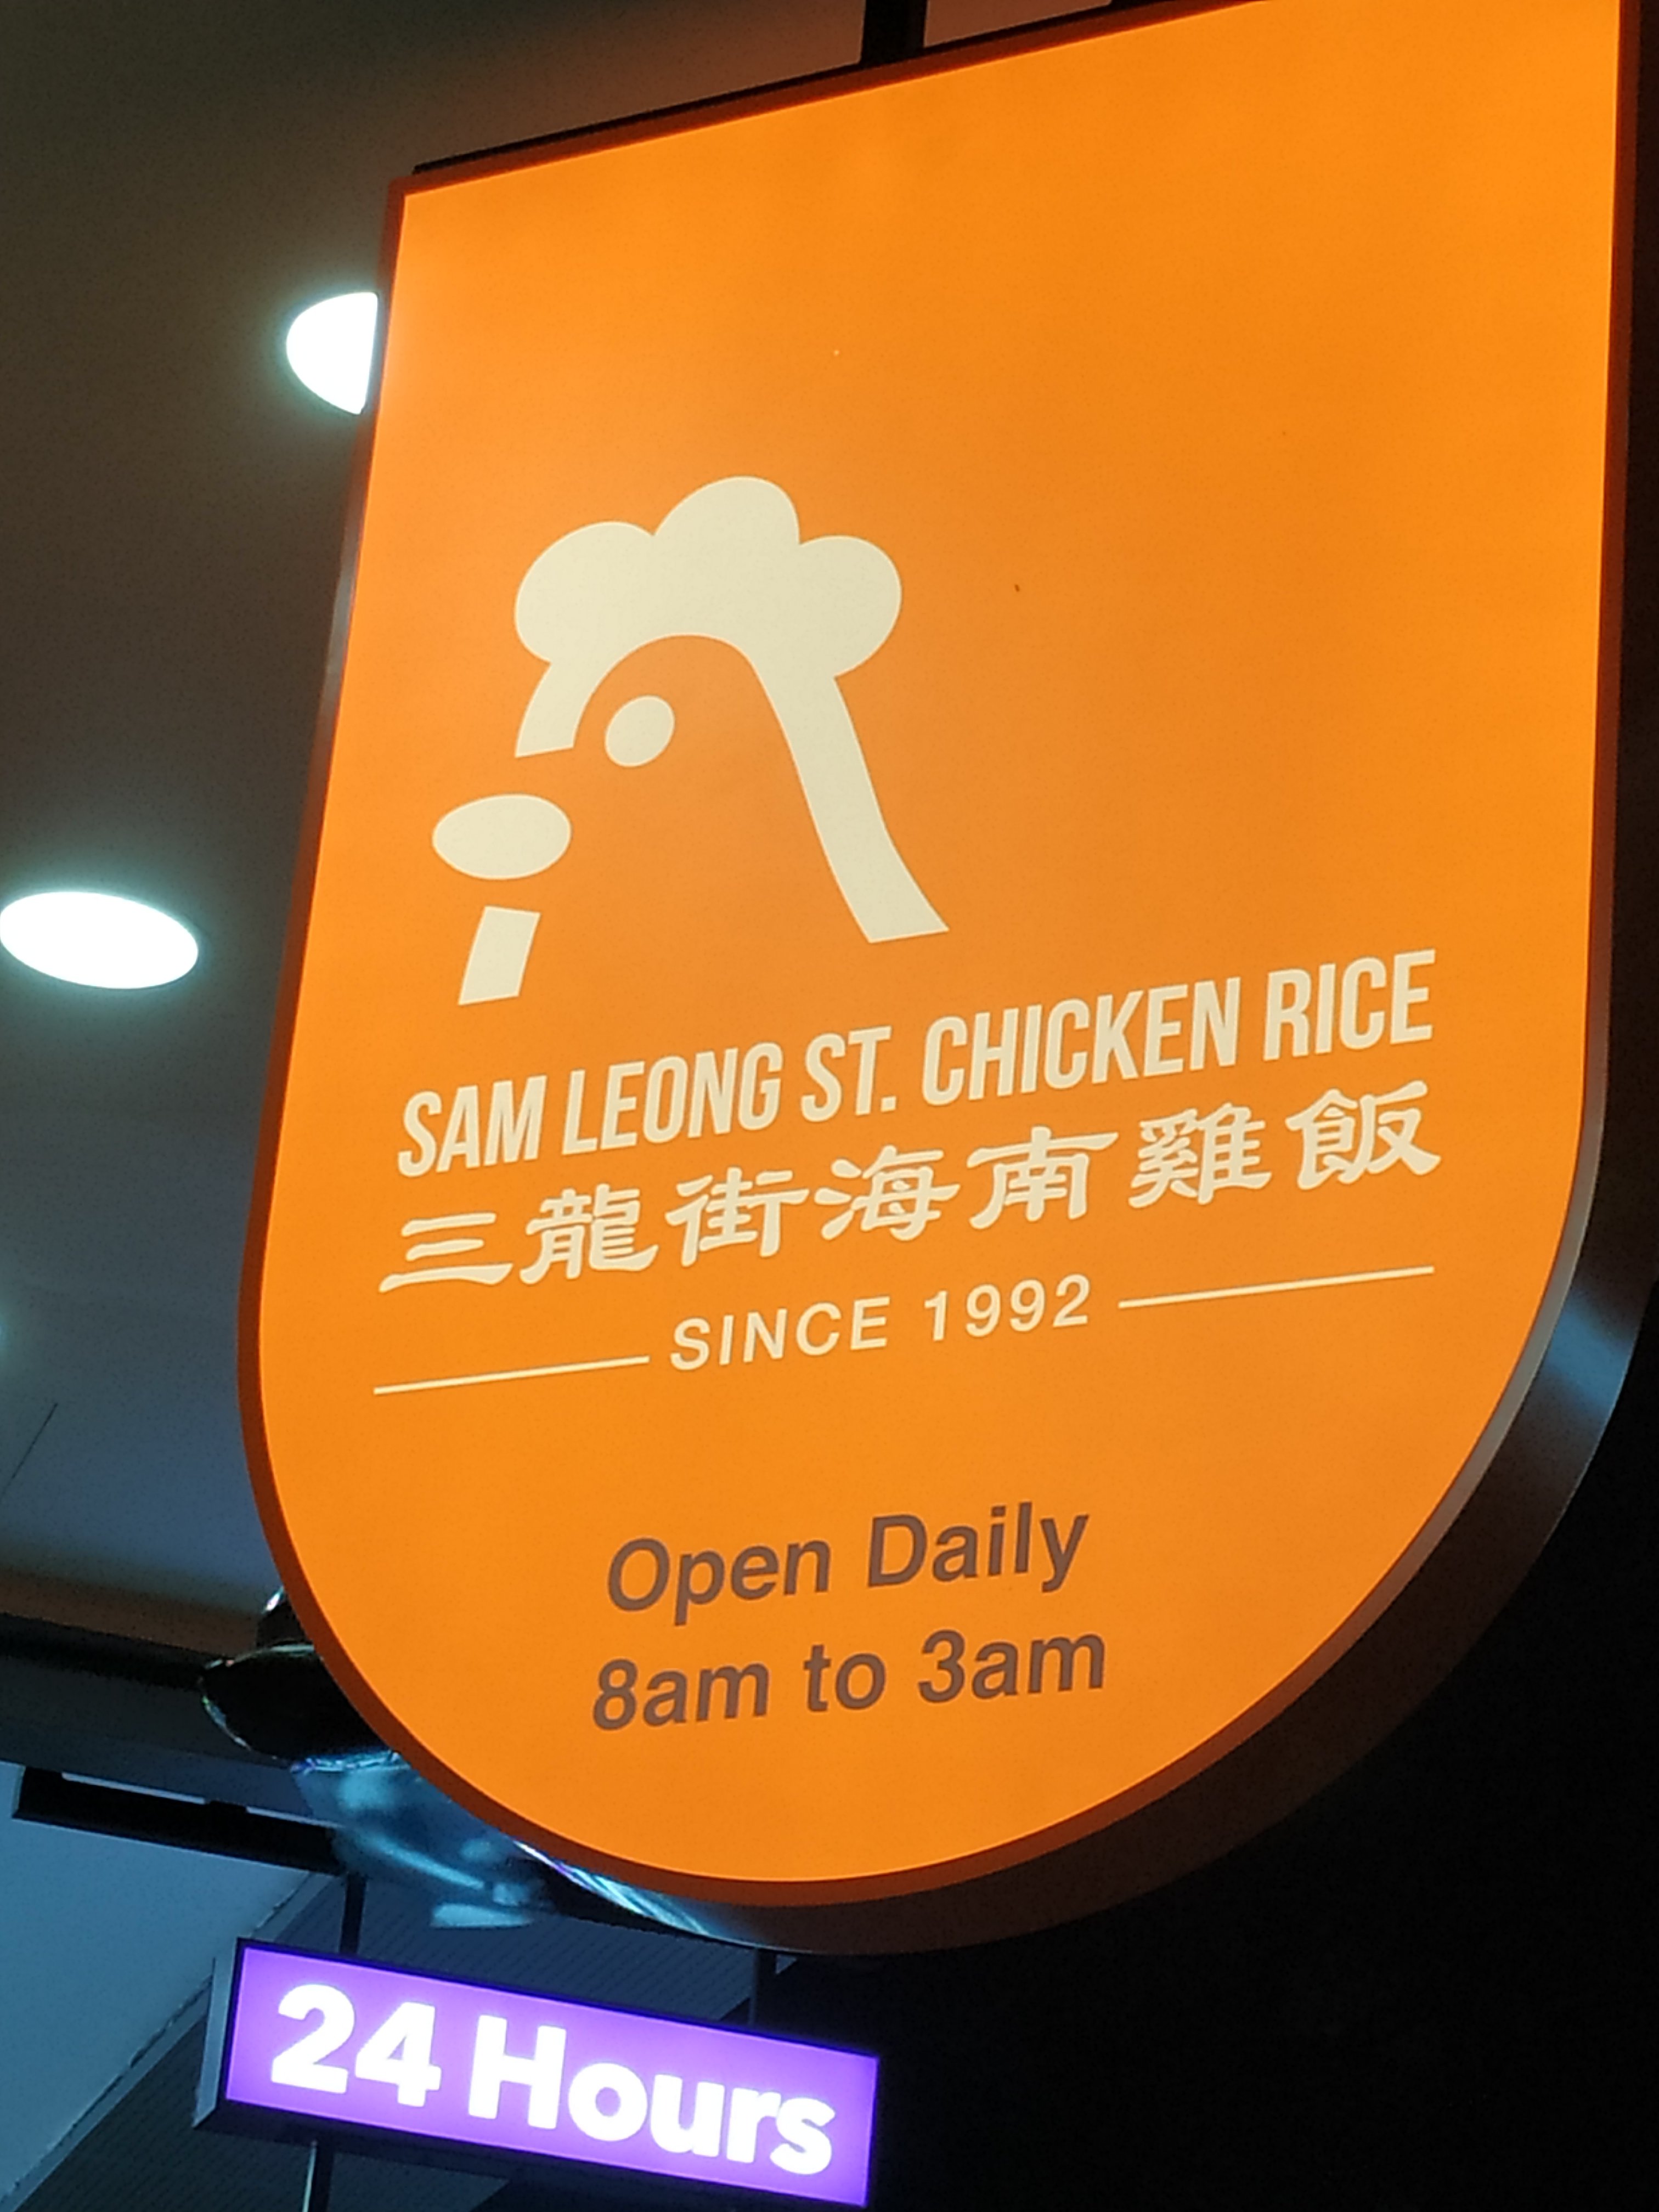 SAM LEONG ST. CHICKEN RICE
三龍街海南雞飯
SINCE 1992
Open Daily
8am to 3am
24 Hours